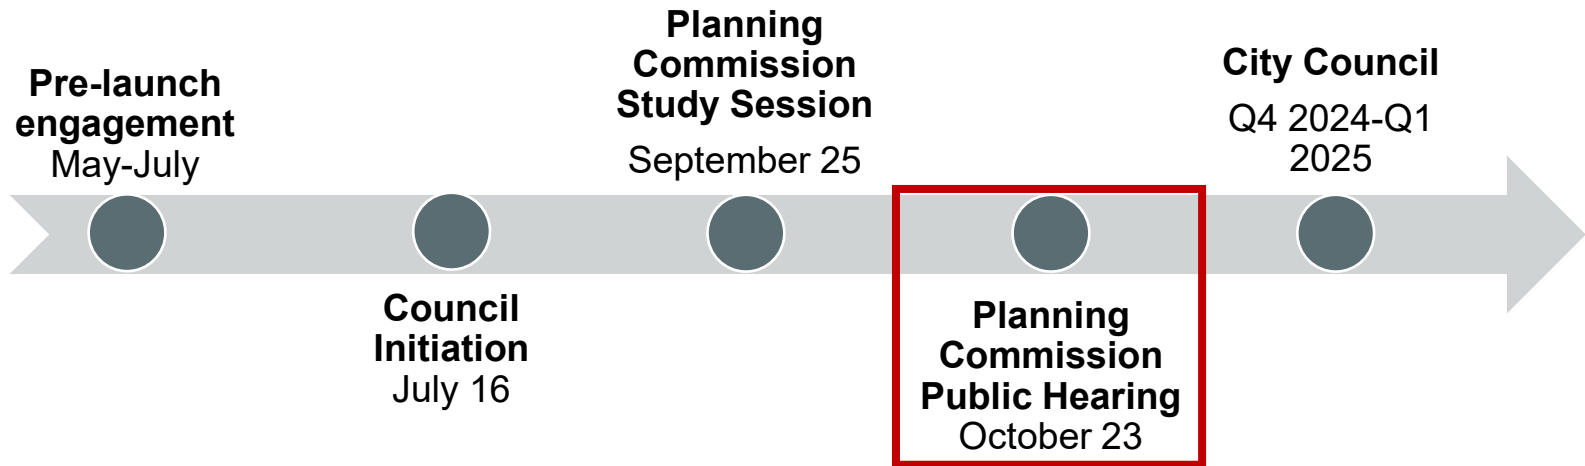 Pre-launch
engagement
May-July
Council
Initiation
July 16
Planning
Commission
Study Session
September 25
Planning
Commission
Public Hearing
October 23
City Council
Q4 2024-Q1
2025